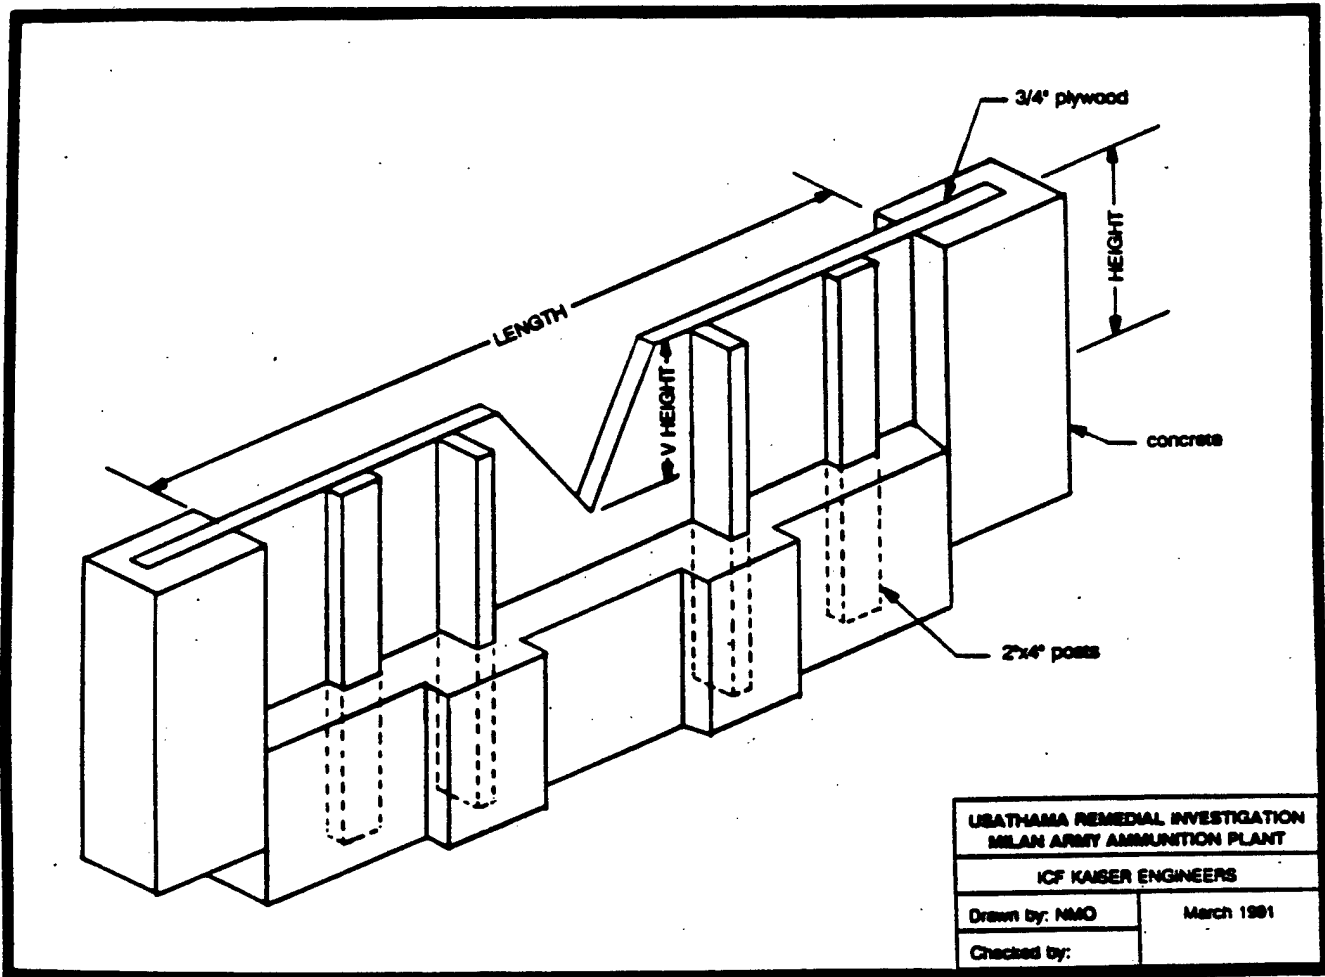 3/4" plywood
LENGTH
HEIGHT
V HEIGHT
concrete
2"x4" posts
USATHAMA REMEDIAL INVESTIGATION
MILAN ARMY AMMUNITION PLANT
ICF KAISER ENGINEERS
Drawn by: NMO
March 1991
Checked by: